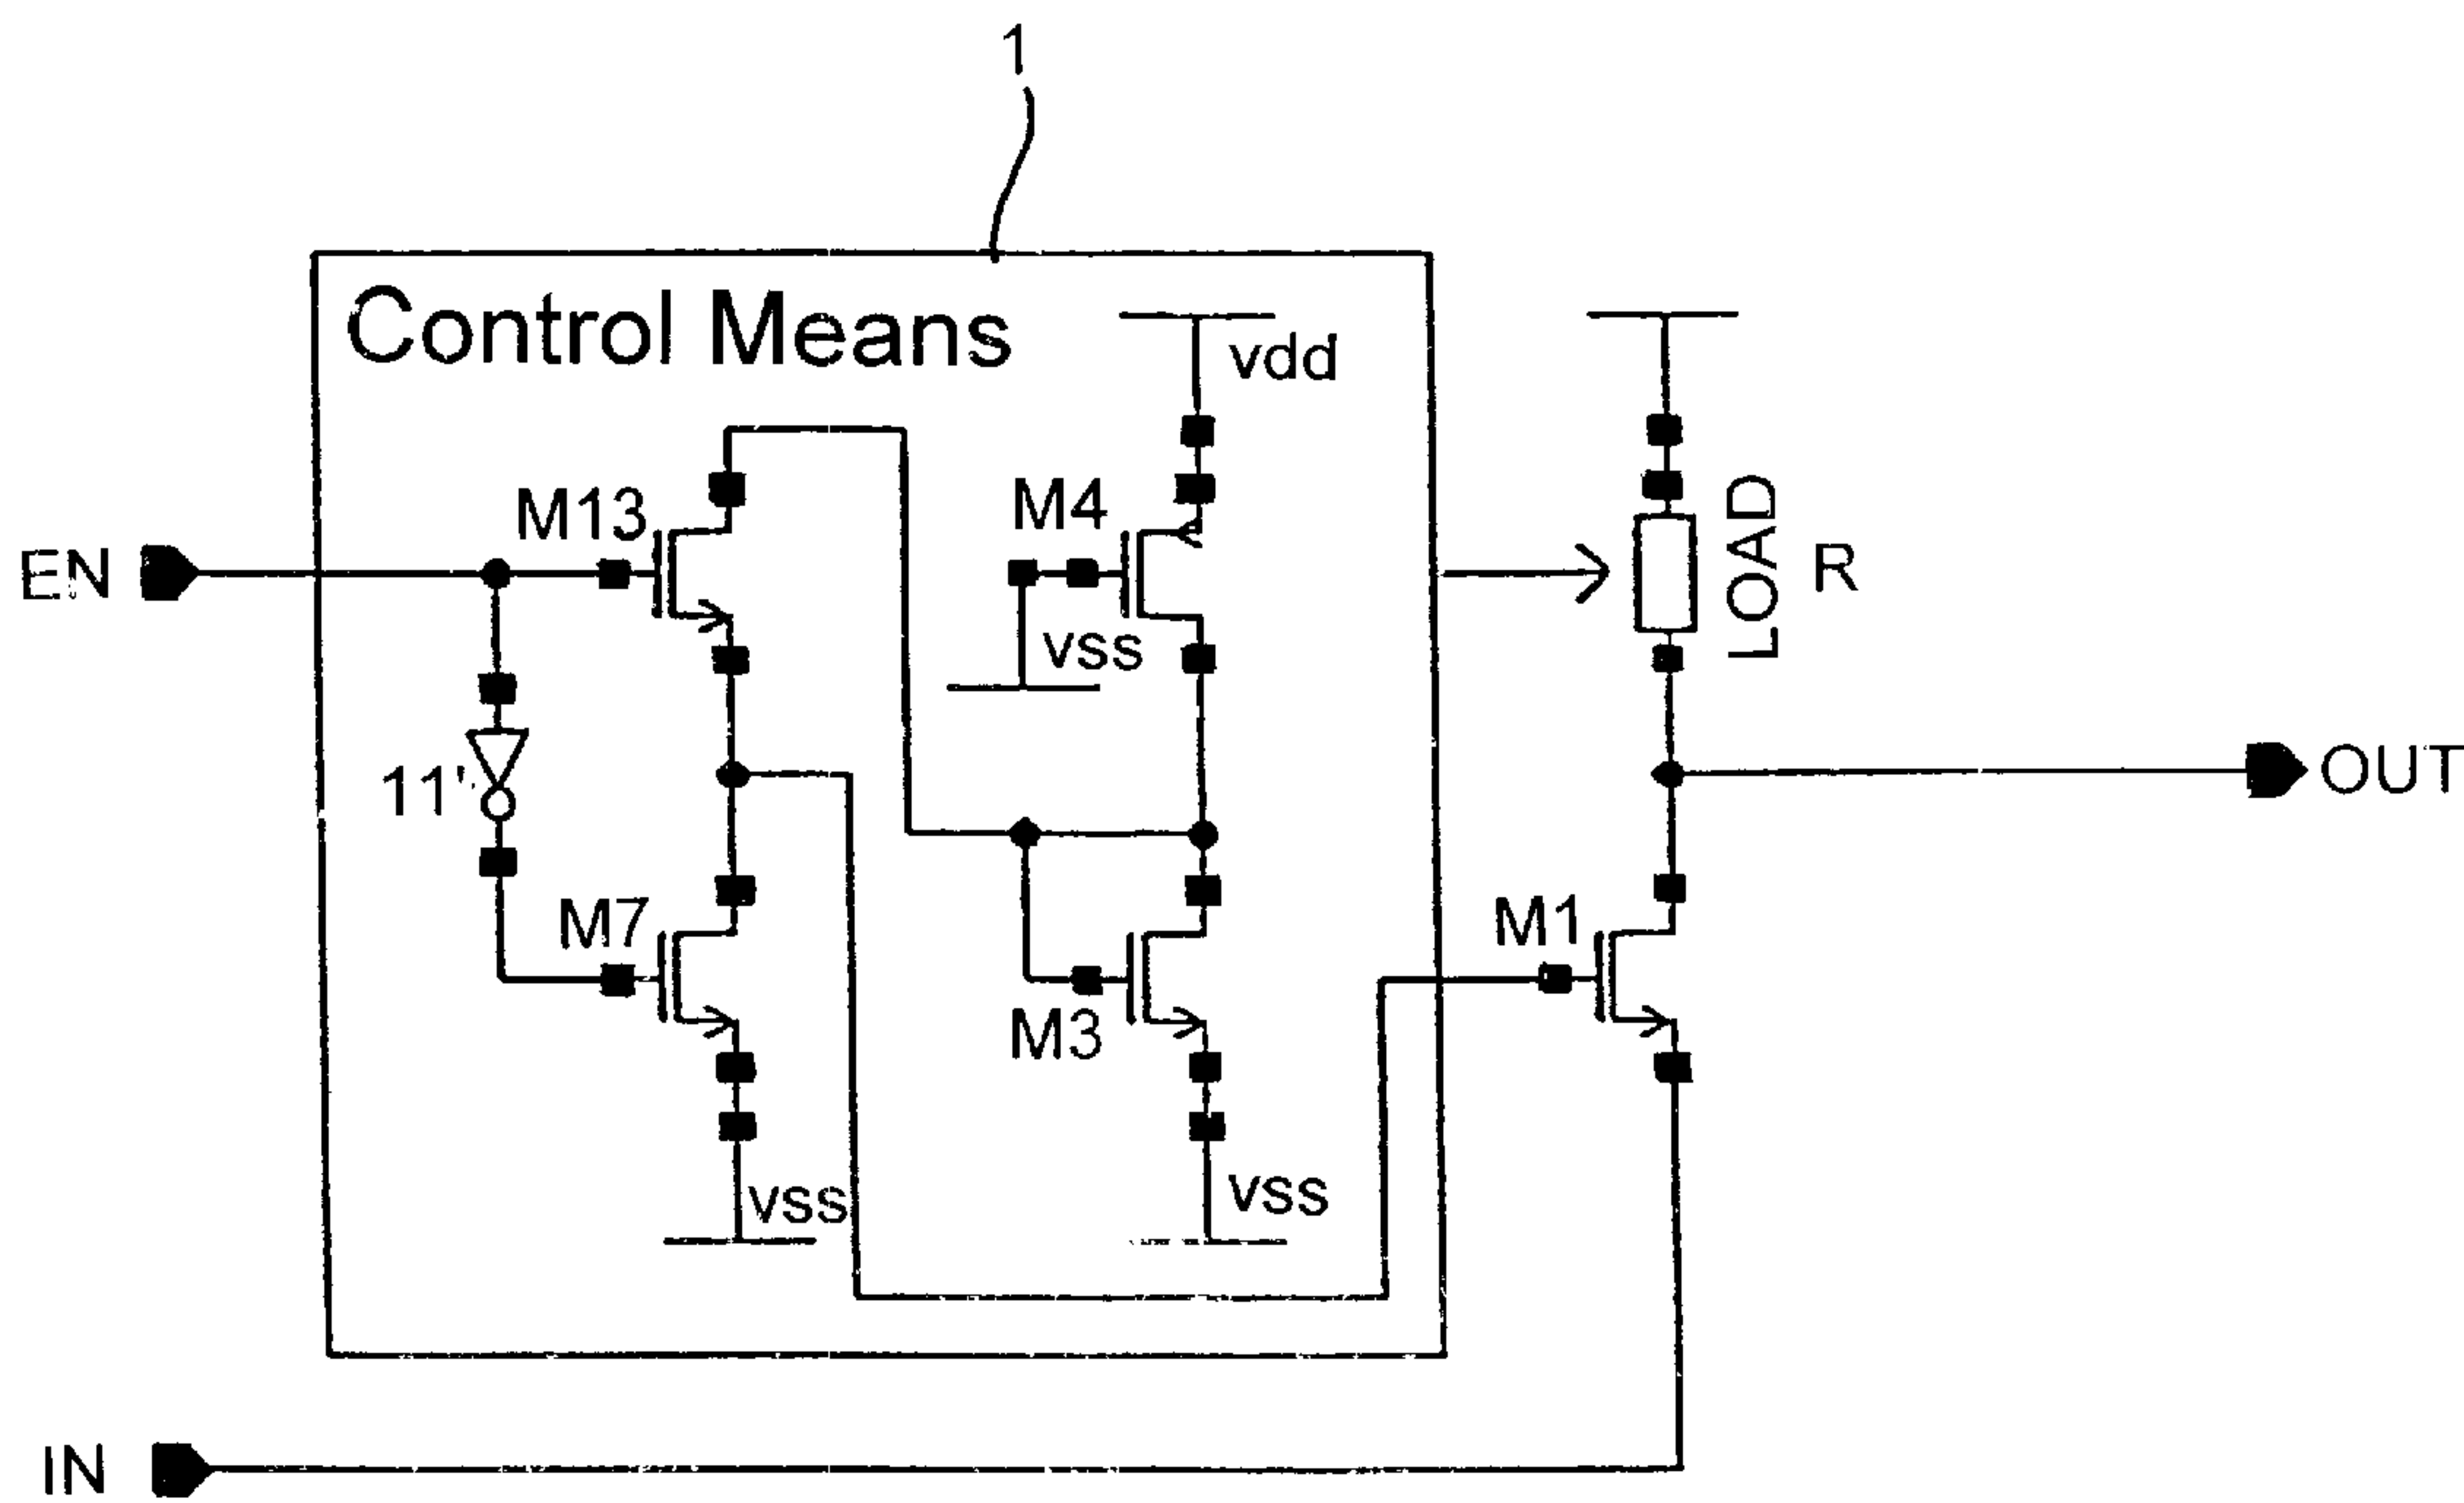 1
Control Means
vdd
M13
M4
LOAD
R
EN
vss
OUT
11'
M7
M1
M3
vss
vss
IN